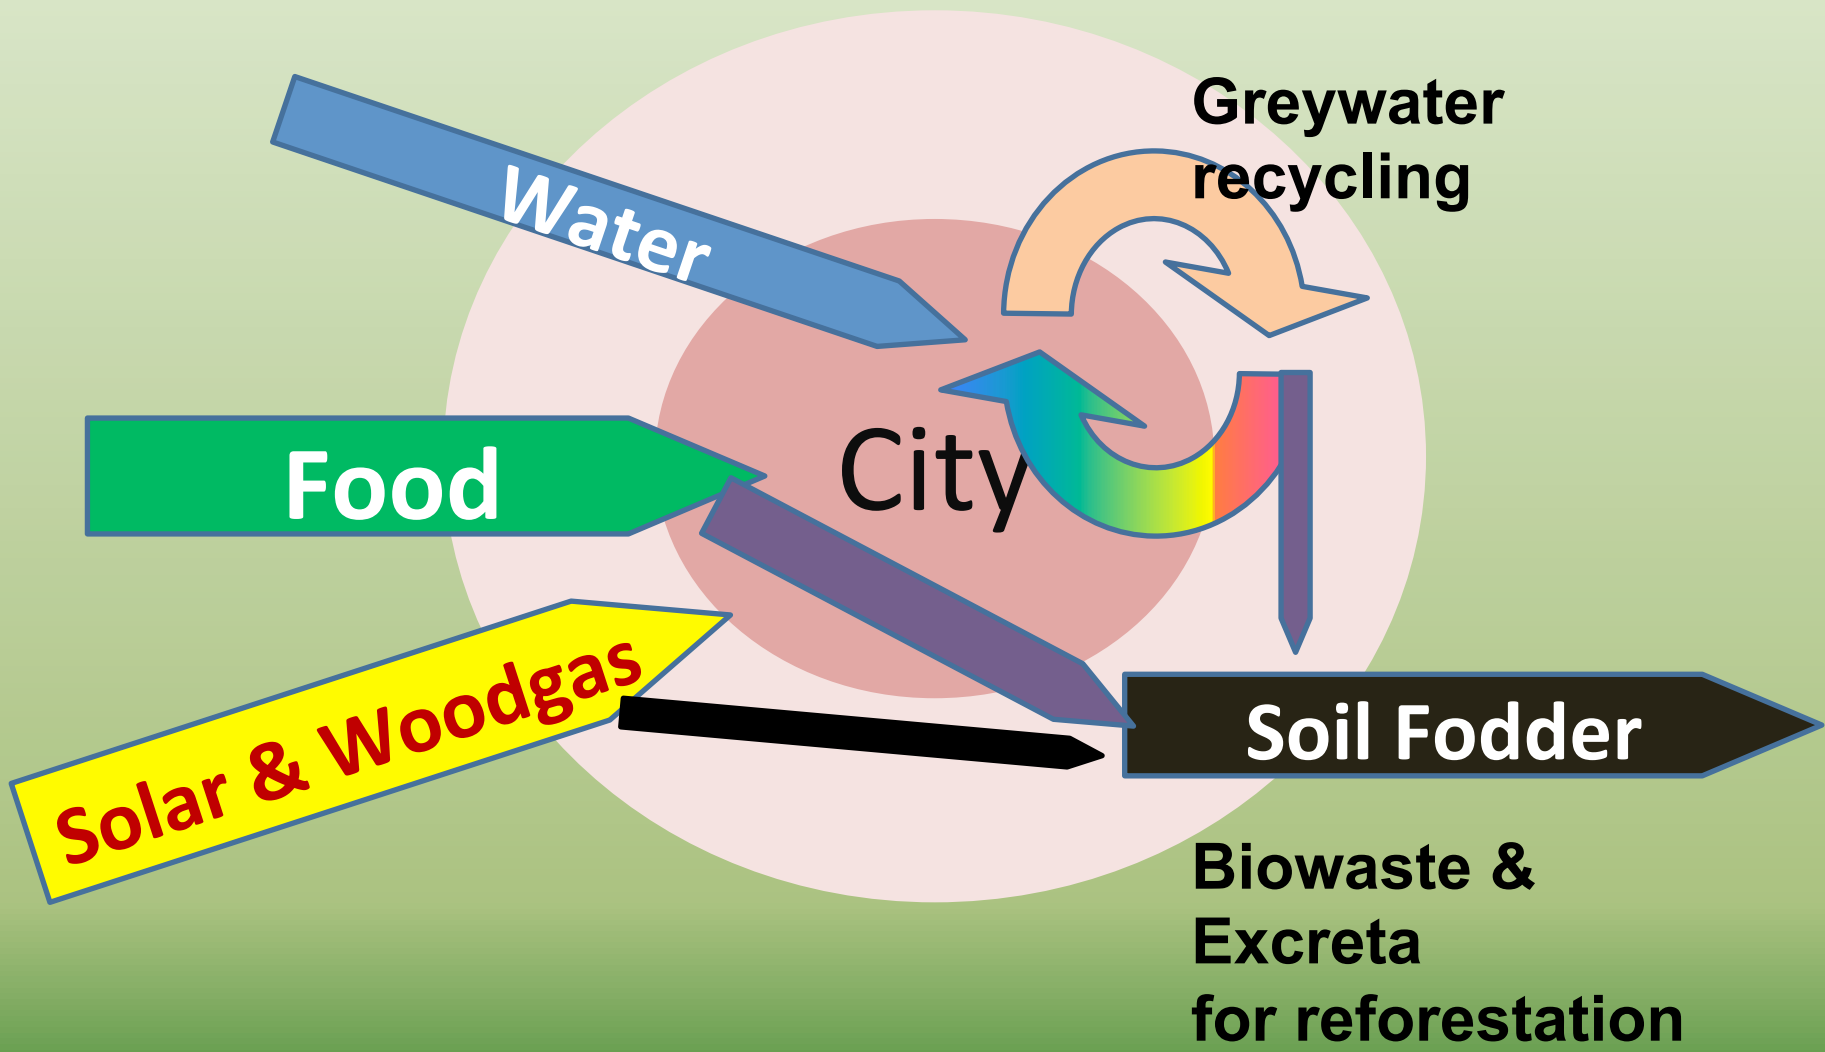 Greywater
recycling
Water
City
Food
Solar & Woodgas
Soil Fodder
Biowaste &
Excreta
for reforestation